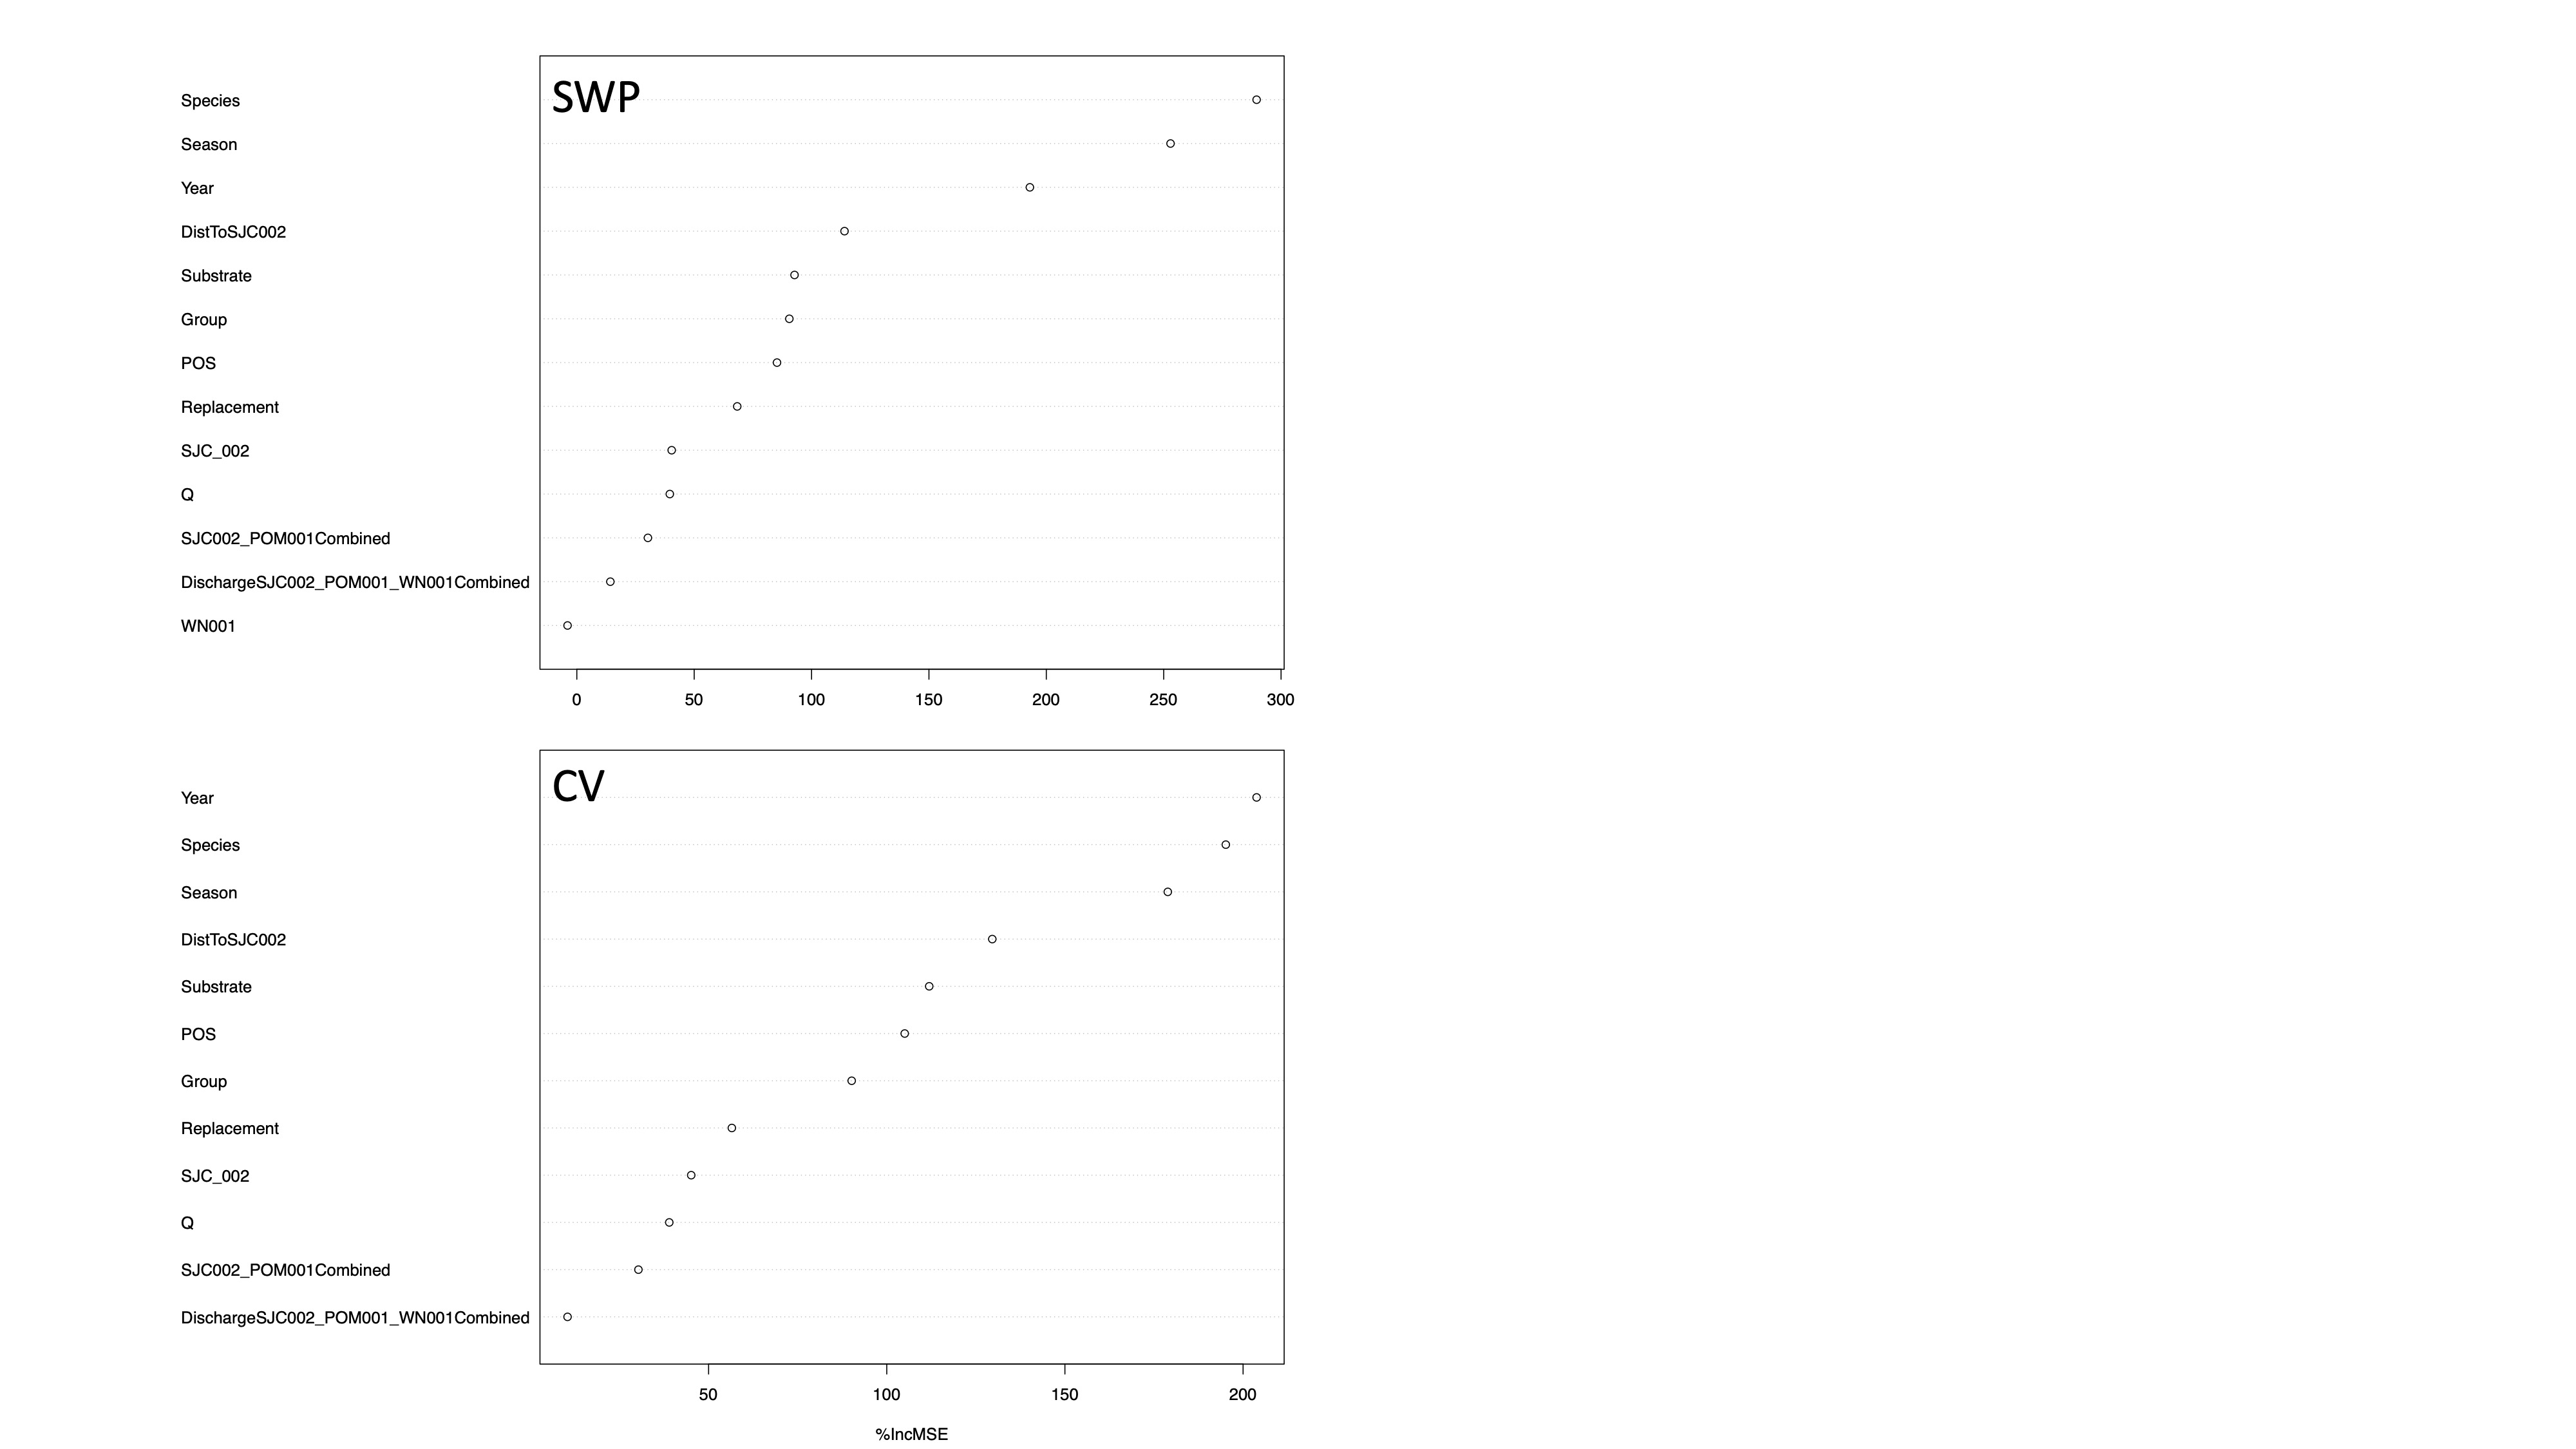 SWP
Species
Season
Year
DistToSJC002
Substrate
Group
POS
Replacement
SJC_002
Q
SJC002_POM001Combined
DischargeSJC002_POM001_WN001Combined
WN001
0 50 100 150 200 250 300
CV
Year
Species
Season
DistToSJC002
Substrate
POS
Group
Replacement
SJC_002
Q
SJC002_POM001Combined
DischargeSJC002_POM001_WN001Combined
50 100 150 200
%IncMSE